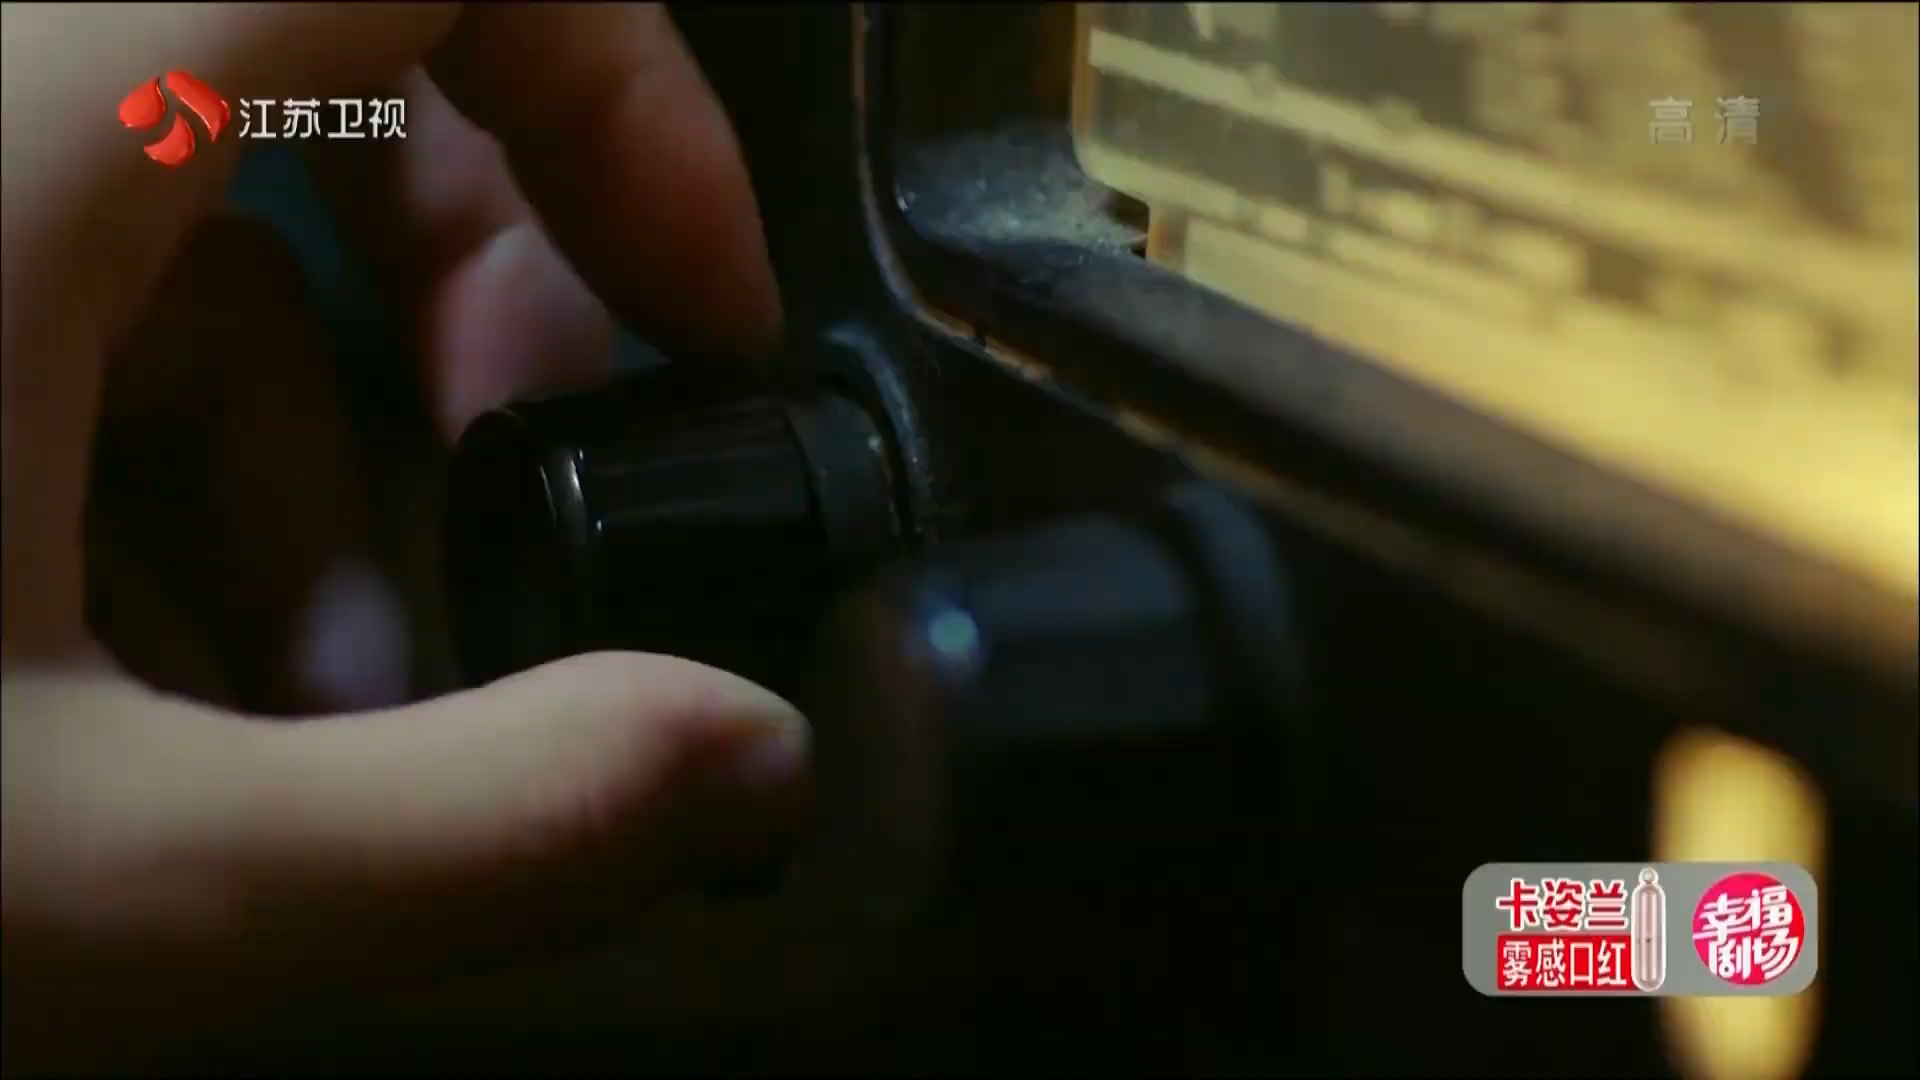 江苏卫视
高清
卡姿兰
雾感口红
幸福
剧场